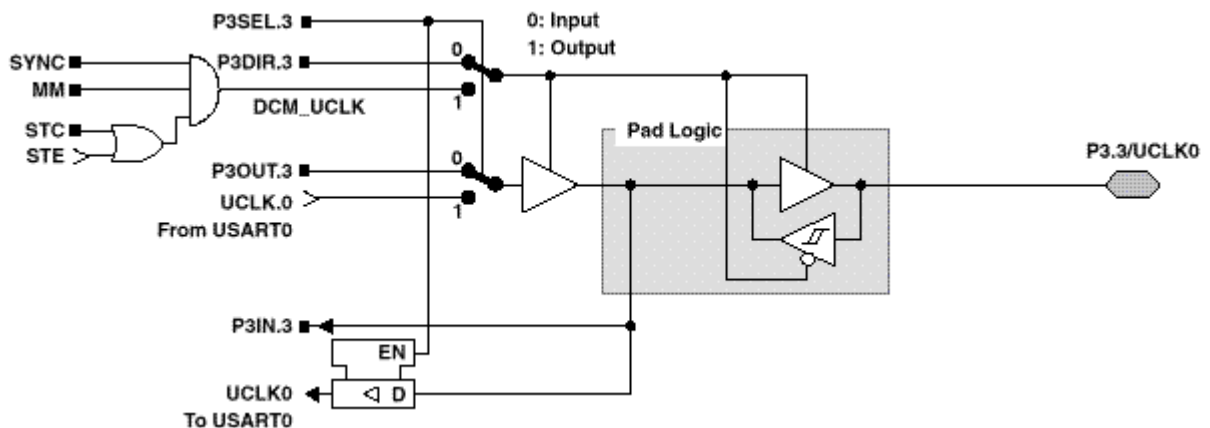 P3SEL.3
0: Input
1: Output
SYNC
P3DIR.3
0
MM
1
DCM_UCLK
STC
STE
Pad Logic
P3.3/UCLK0
P3OUT.3
0
UCLK.0
1
From USART0
P3IN.3
EN
UCLK0
D
To USART0